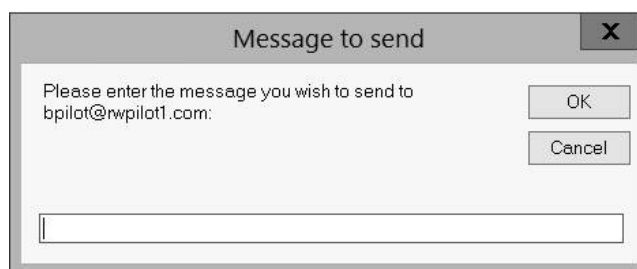 Message to send
X
Please enter the message you wish to send to
bpilot@rwpilot1.com:
OK
Cancel